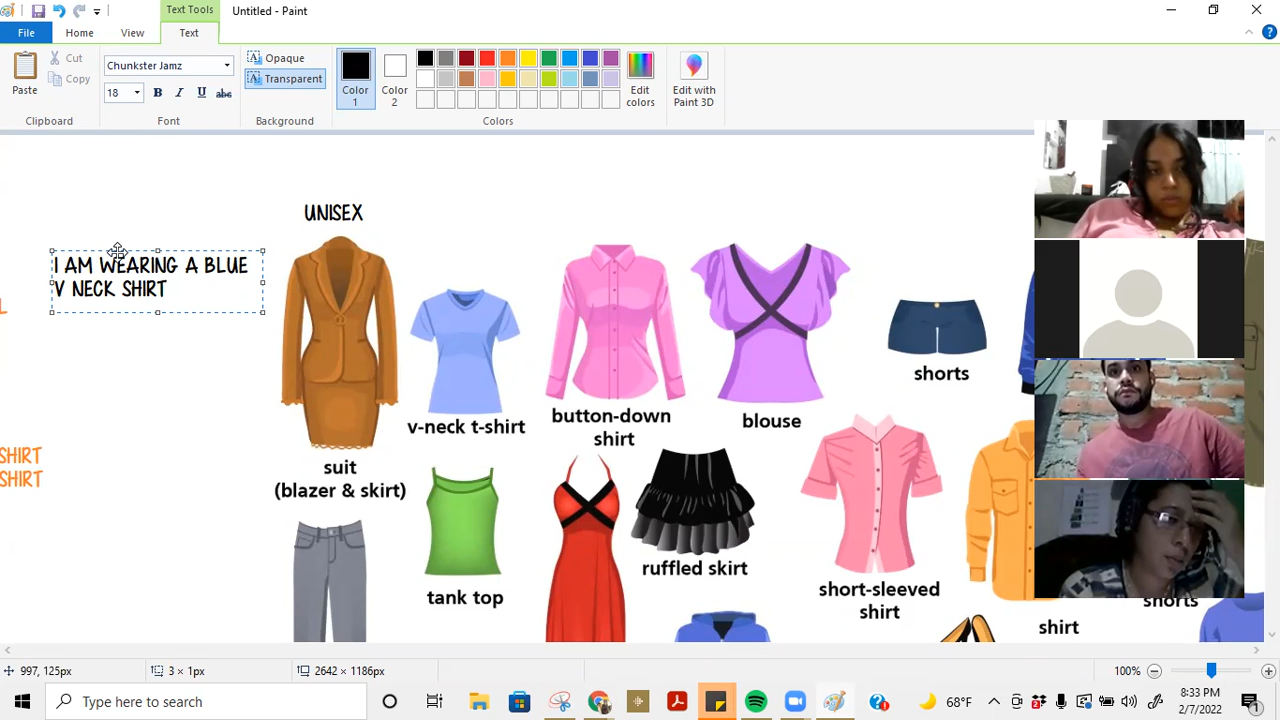 Text Tools
Untitled - Paint
File
Home
View
Text
Paste
Cut
Copy
Clipboard
Chunkster Jamz
18
B I U abc
Font
Opaque
Transparent
Background
Color
1
Color
2
Edit
colors
Colors
Edit with
Paint 3D
UNISEX
I AM WEARING A BLUE
V NECK SHIRT
L
SHIRT
SHIRT
suit
(blazer & skirt)
v-neck t-shirt
button-down
shirt
blouse
shorts
tank top
ruffled skirt
short-sleeved
shirt
shirt
shorts
997, 125px
3 × 1px
2642 × 1186px
100%
Type here to search
68°F
8:33 PM
2/7/2022
1